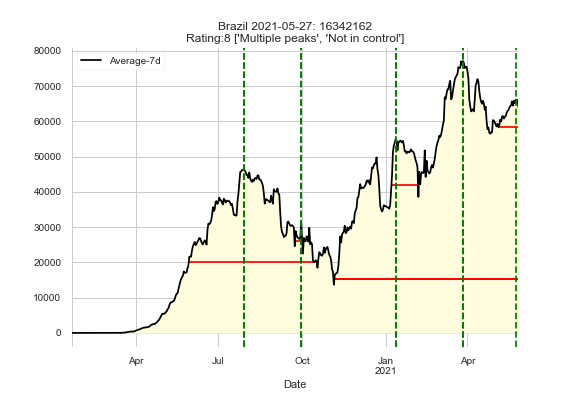 Brazil 2021-05-27: 16342162
Rating:8 ['Multiple peaks', 'Not in control']
80000
Average-7d
70000
60000
50000
40000
30000
20000
10000
0
Apr
Jul
Oct
Jan
2021
Apr
Date